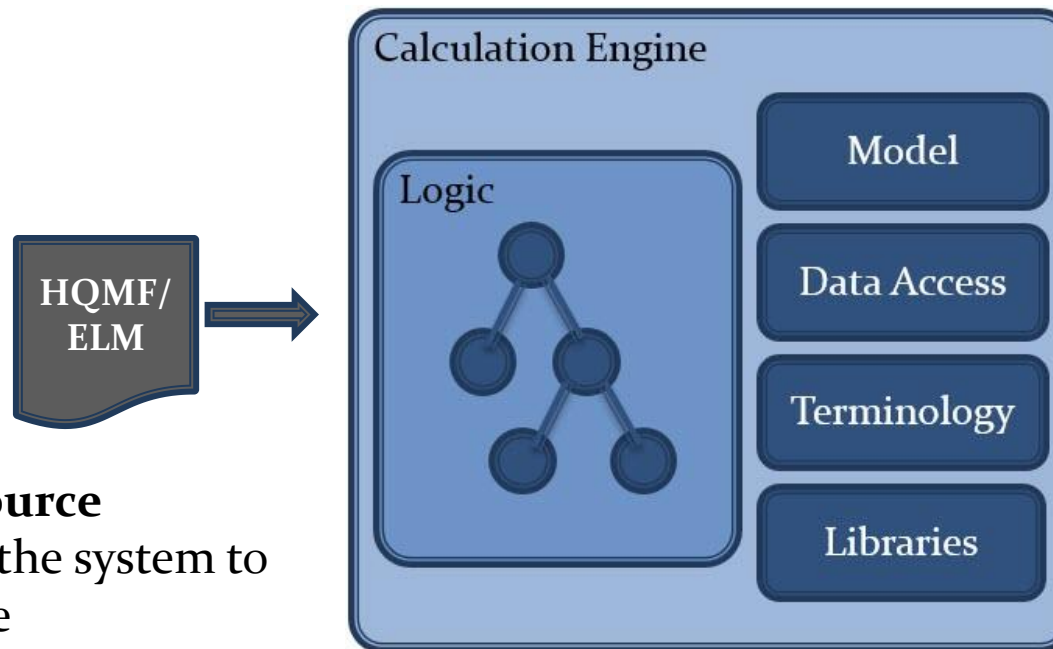 Calculation Engine
Model
Logic
Data Access
HQMF/
ELM
Terminology
Libraries
the system to